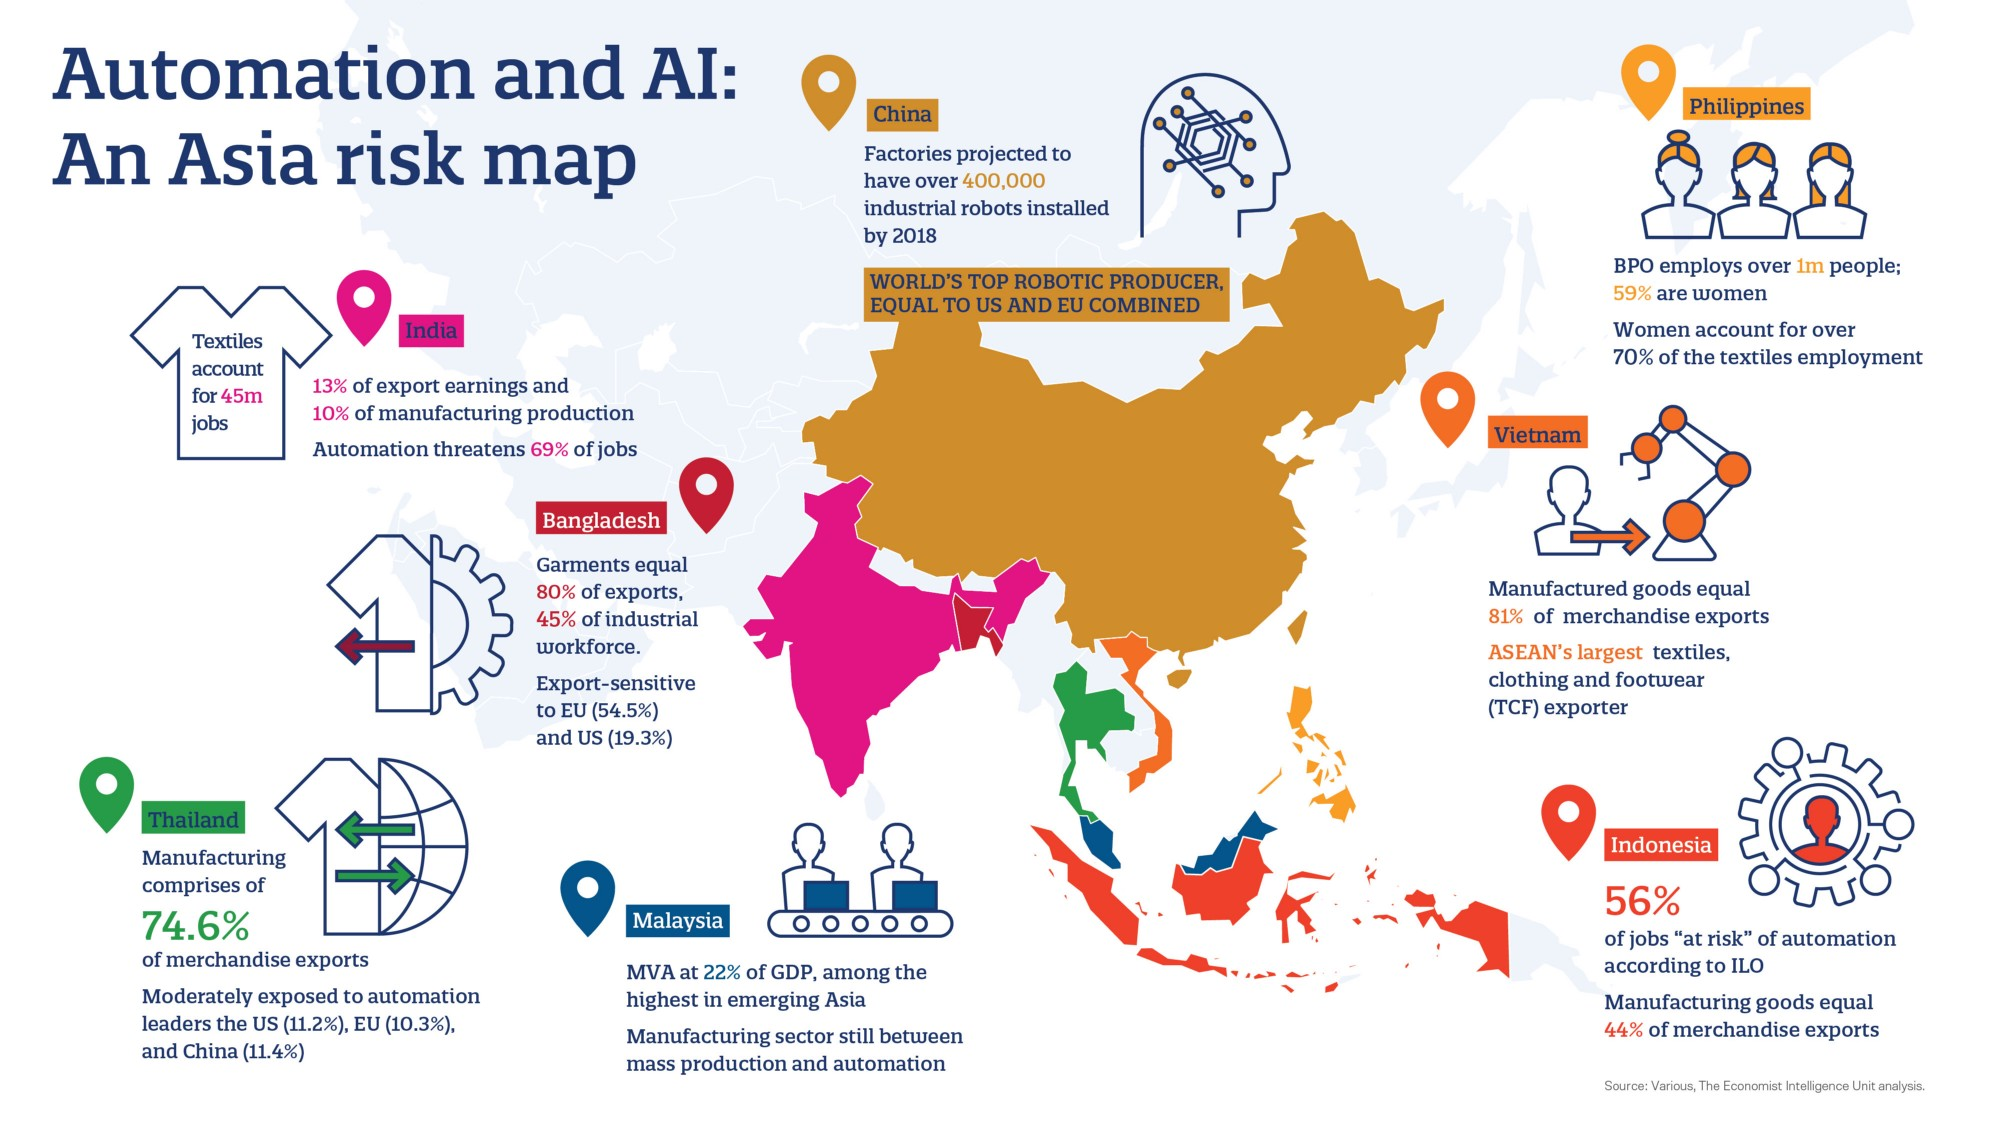 Automation and AI:
An Asia risk map
China
Factories projected to
have over 400,000
industrial robots installed
by 2018
WORLD'S TOP ROBOTIC PRODUCER,
EQUAL TO US AND EU COMBINED
Philippines
BPO employs over 1m people;
59% are women
Women account for over
70% of the textiles employment
India
Textiles
account
for 45m
jobs
13% of export earnings and
10% of manufacturing production
Automation threatens 69% of jobs
Bangladesh
Garments equal
80% of exports,
45% of industrial
workforce.
Export-sensitive
to EU (54.5%)
and US (19.3%)
Vietnam
Manufactured goods equal
81% of merchandise exports
ASEAN's largest textiles,
clothing and footwear
(TCF) exporter
Thailand
Manufacturing
comprises of
74.6%
of merchandise exports
Moderately exposed to automation
leaders the US (11.2%), EU (10.3%),
and China (11.4%)
Malaysia
MVA at 22% of GDP, among the
highest in emerging Asia
Manufacturing sector still between
mass production and automation
Indonesia
56%
of jobs "at risk" of automation
according to ILO
Manufacturing goods equal
44% of merchandise exports
Source: Various, The Economist Intelligence Unit analysis.